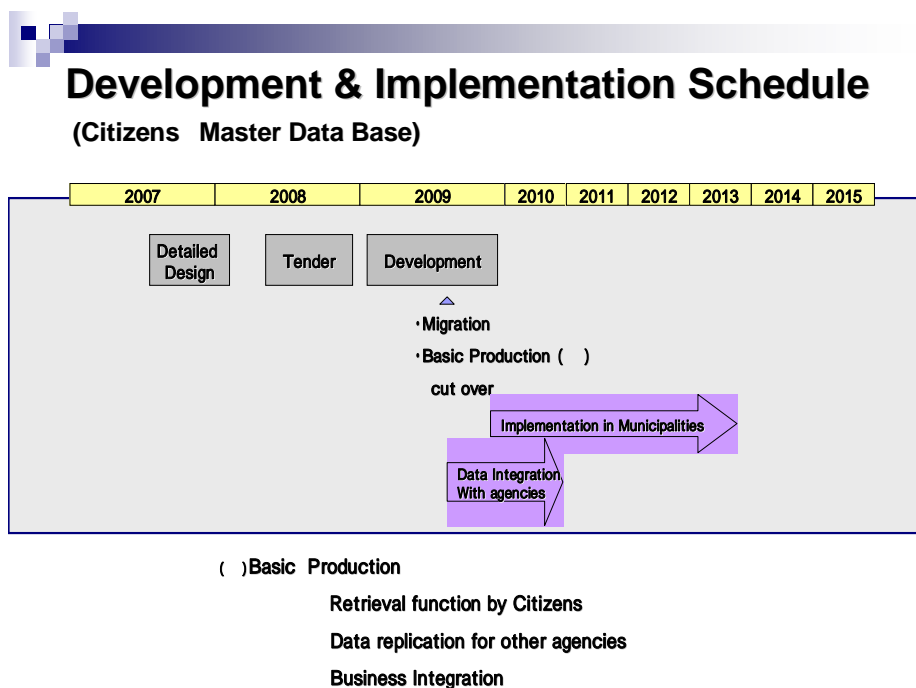 Development & Implementation Schedule
(Citizens Master Data Base)
2007 2008 2009 2010 2011 2012 2013 2014 2015
Detailed
Design
Tender
Development
・Migration
・Basic Production ( )
cut over
Implementation in Municipalities
Data Integration
With agencies
( )Basic Production
Retrieval function by Citizens
Data replication for other agencies
Business Integration